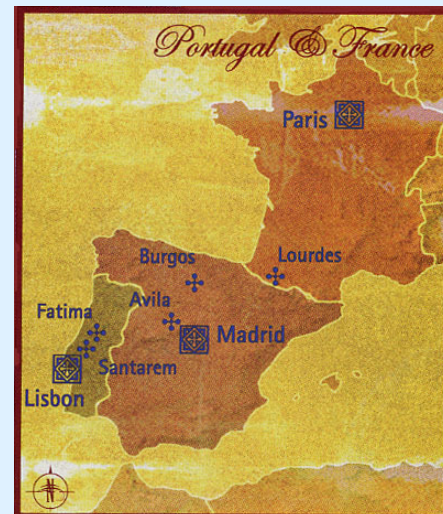 Portugal & France
Paris
Burgos
Lourdes
Avila
Fatima
Madrid
Santarem
Lisbon
N